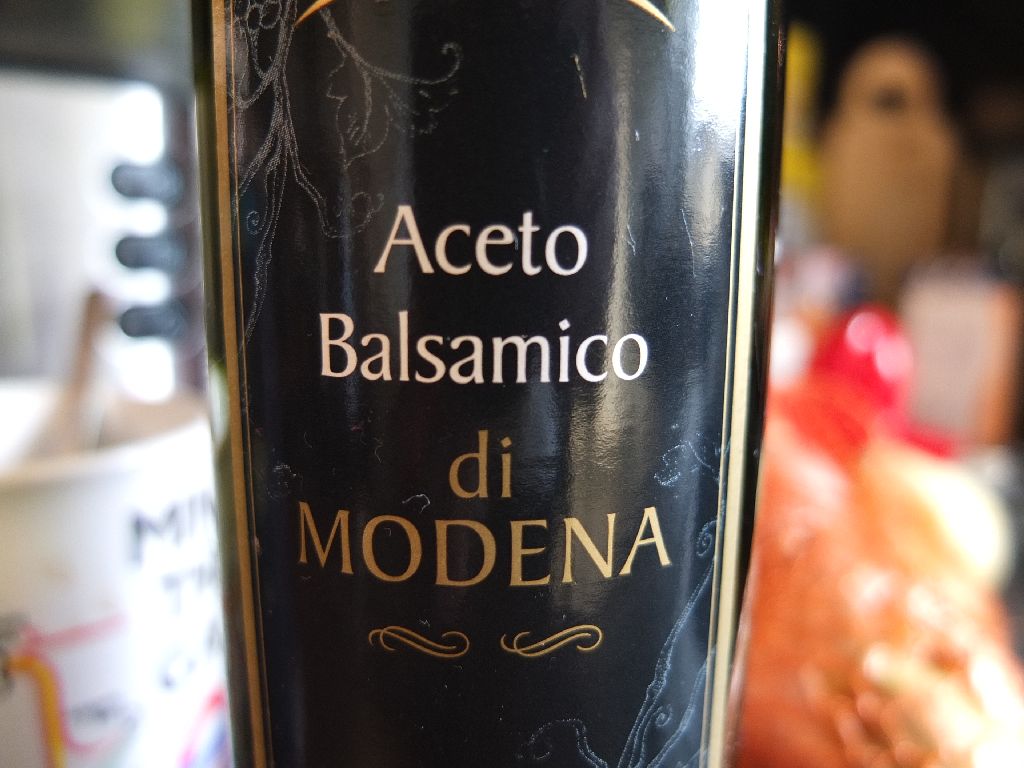 Aceto
Balsamico
di
MODENA